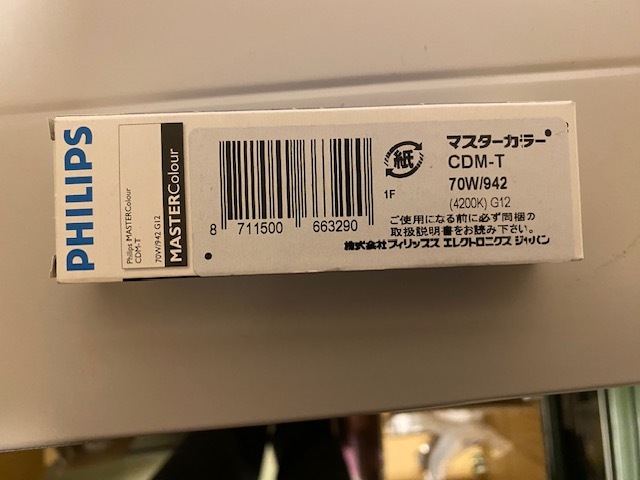 PHILIPS
Philips MASTERColour
CDM-T
70W/942 G12
MASTERColour
8 711500 663290
紙
1F
マスターカラー
CDM-T
70W/942
(4200K) G12
ご使用になる前に必ず同梱の
取扱説明書をお読み下さい。
株式会社フィリップス エレクトロニクス ジャパン